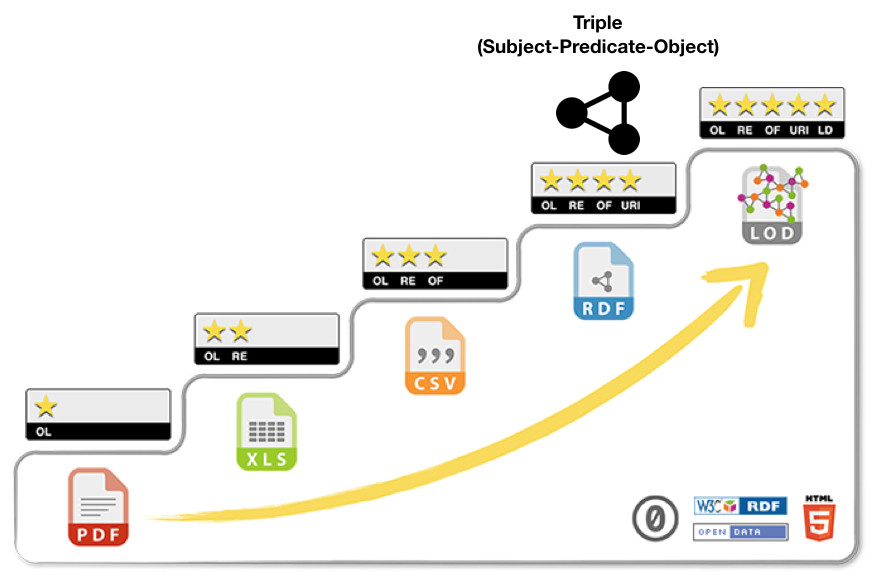 Triple
(Subject-Predicate-Object)
OL RE OF URI LD
LOD
OL RE OF URI
RDF
OL RE OF
,,,
CSV
OL RE
XLS
OL
PDF
0
W3C RDF
OPEN DATA
HTML
5